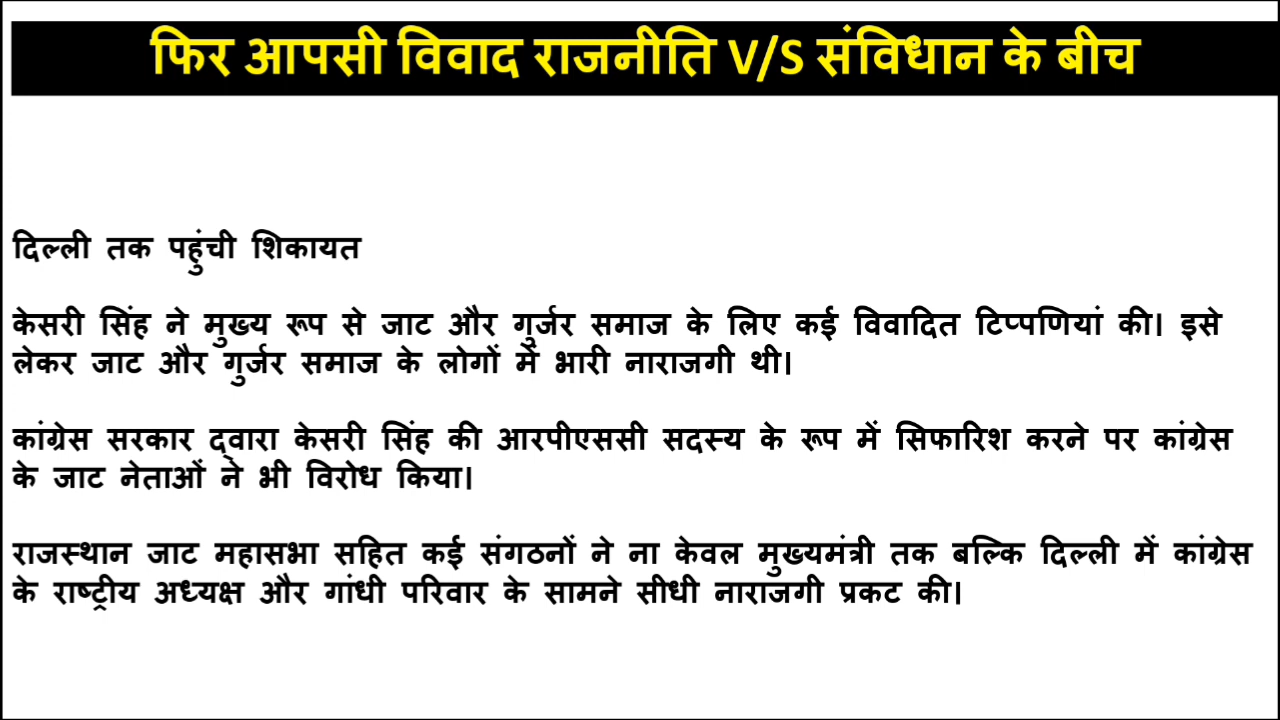 फिर आपसी विवाद राजनीति V/S संविधान के बीच
दिल्ली तक पहुंची शिकायत
केसरी सिंह ने मुख्य रूप से जाट और गुर्जर समाज के लिए कई विवादित टिप्पणियां की। इसे
लेकर जाट और गुर्जर समाज के लोगों में भारी नाराजगी थी।
कांग्रेस सरकार द्वारा केसरी सिंह की आरपीएससी सदस्य के रूप में सिफारिश करने पर कांग्रेस
के जाट नेताओं ने भी विरोध किया।
राजस्थान जाट महासभा सहित कई संगठनों ने ना केवल मुख्यमंत्री तक बल्कि दिल्ली में कांग्रेस
के राष्ट्रीय अध्यक्ष और गांधी परिवार के सामने सीधी नाराजगी प्रकट की।